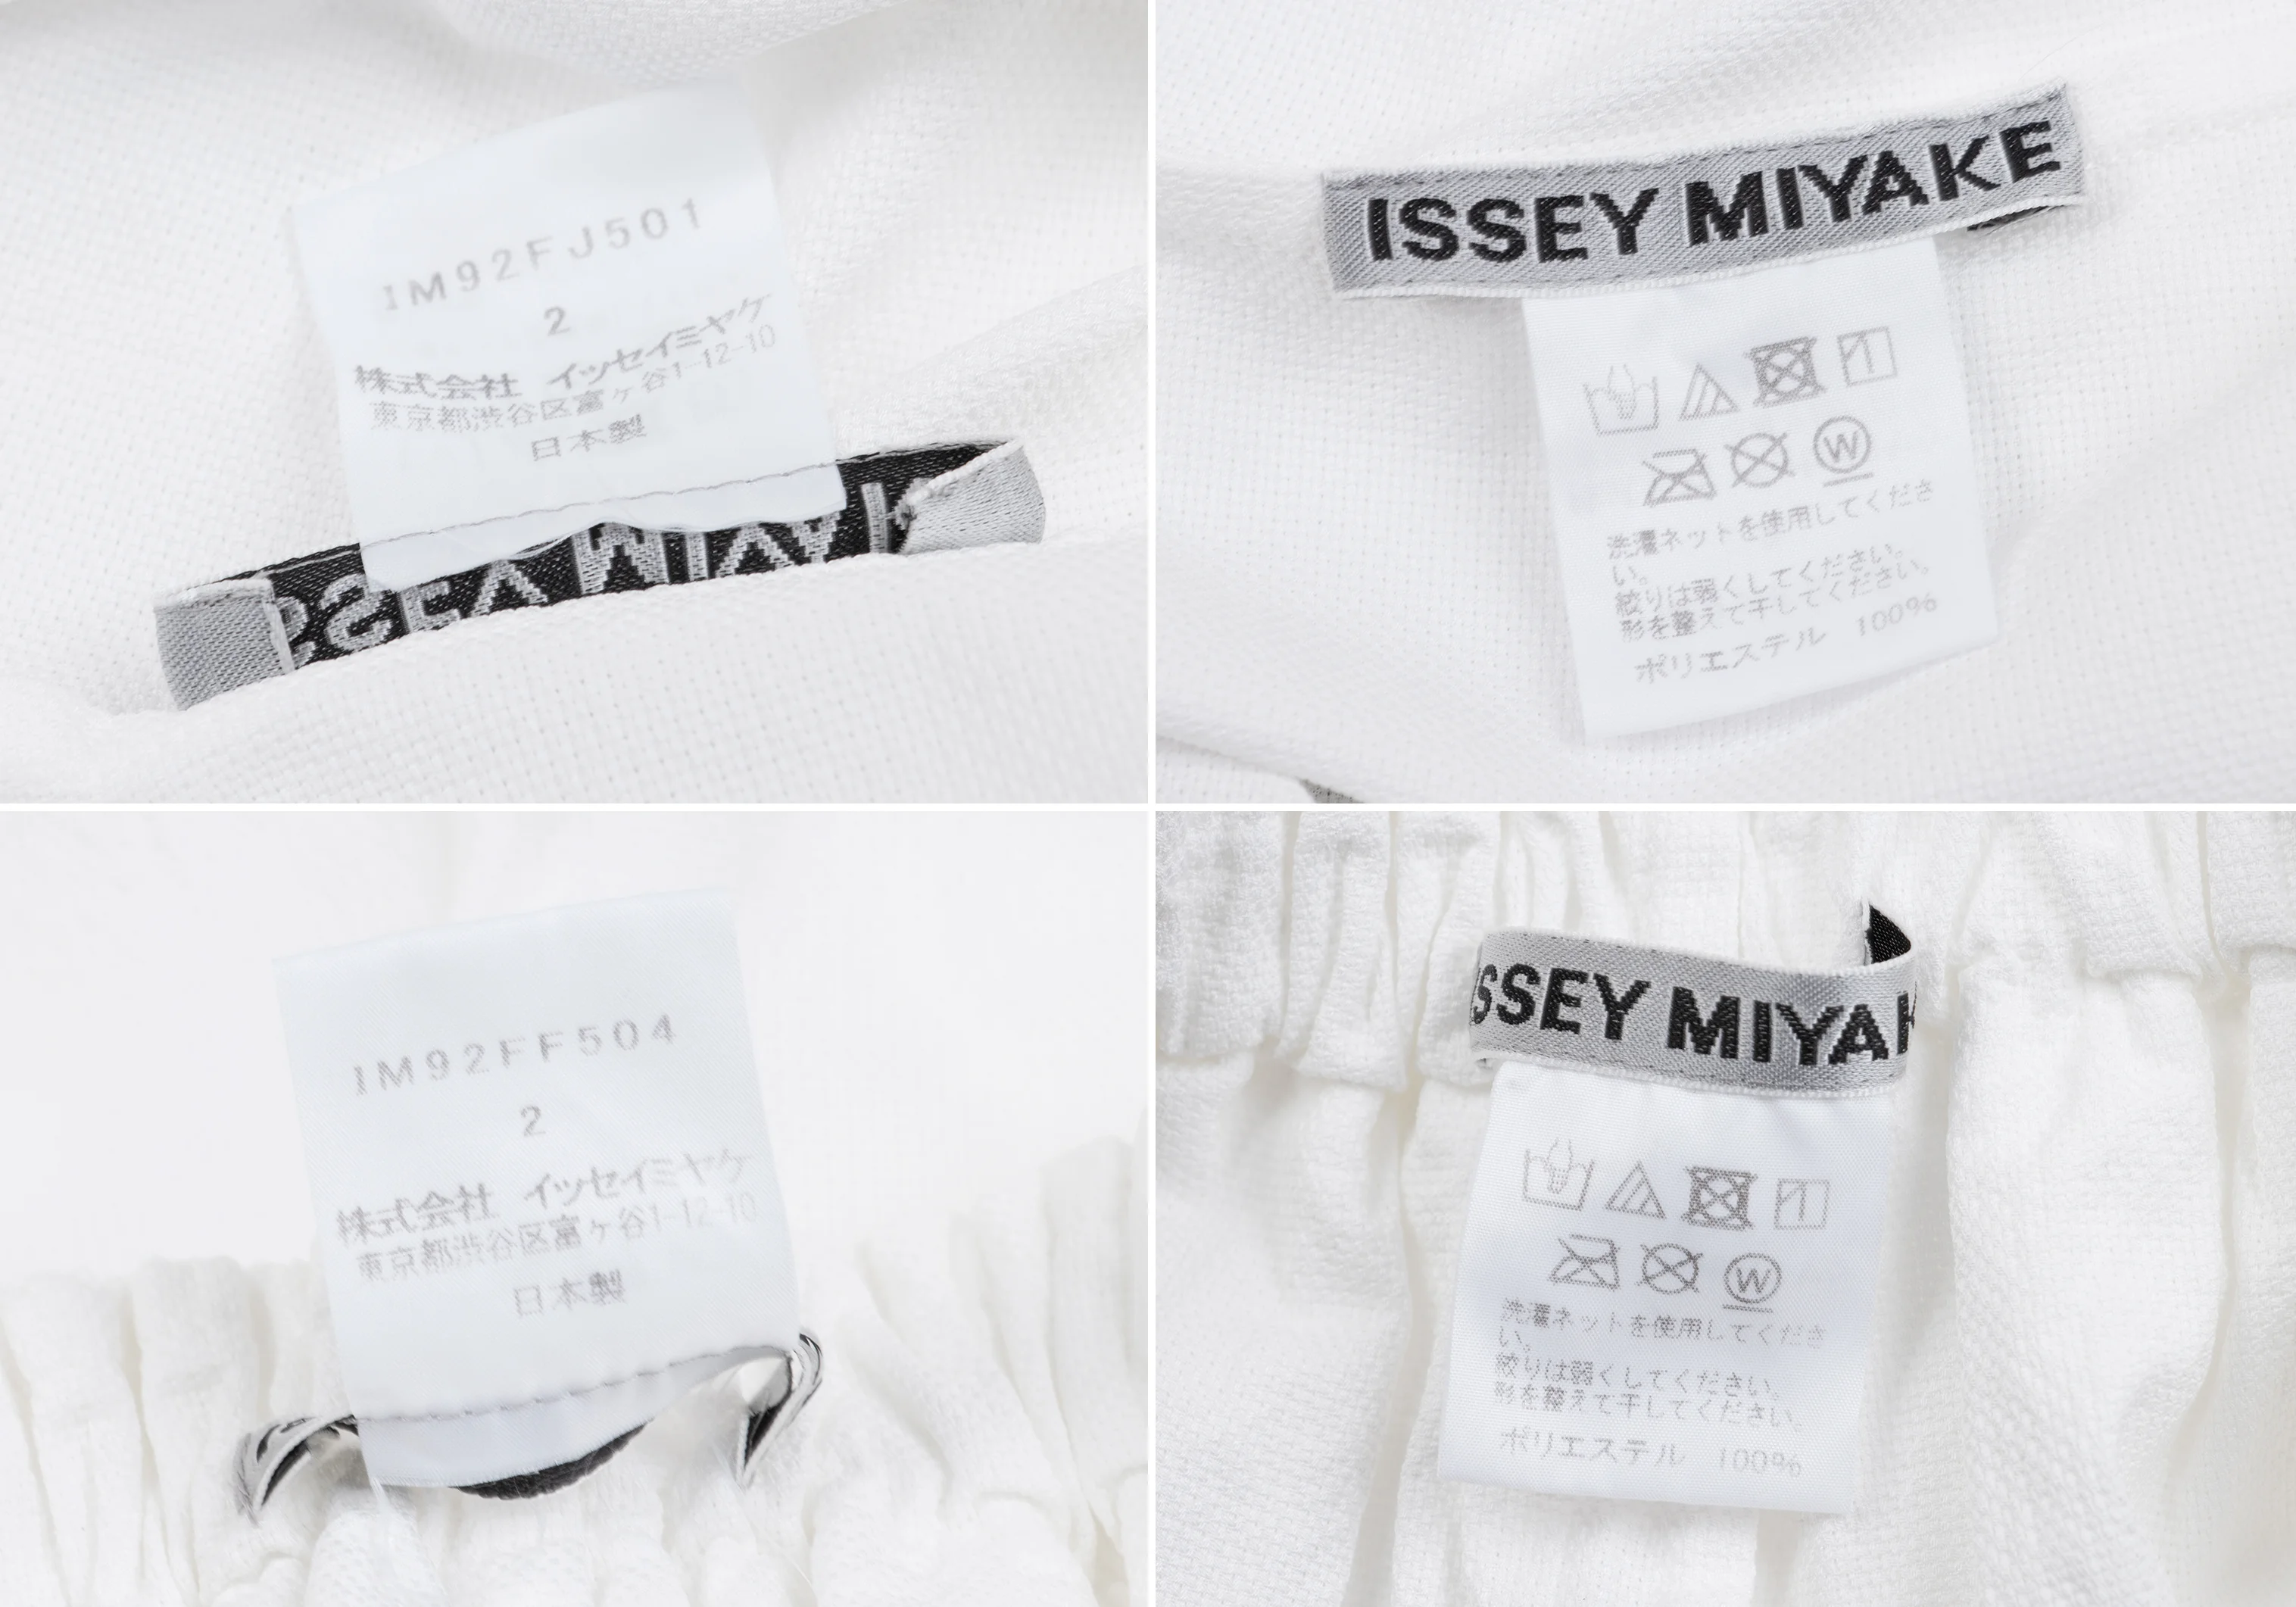 IM92FJ501
2
株式会社 イッセイミヤケ
東京都渋谷区富ヶ谷1-12-10
日本製
ISSEY MIYAKE
W
洗濯ネットを使用してくださ
い。
絞りは弱くしてください。
形を整えて干してください。
ポリエステル 100%
IM92FF504
2
株式会社 イッセイミヤケ
東京都渋谷区富ヶ谷1-12-10
日本製
ISSEY MIYAK
W
洗濯ネットを使用してくださ
い。
絞りは弱くしてください。
形を整えて干してください。
ポリエステル 100%